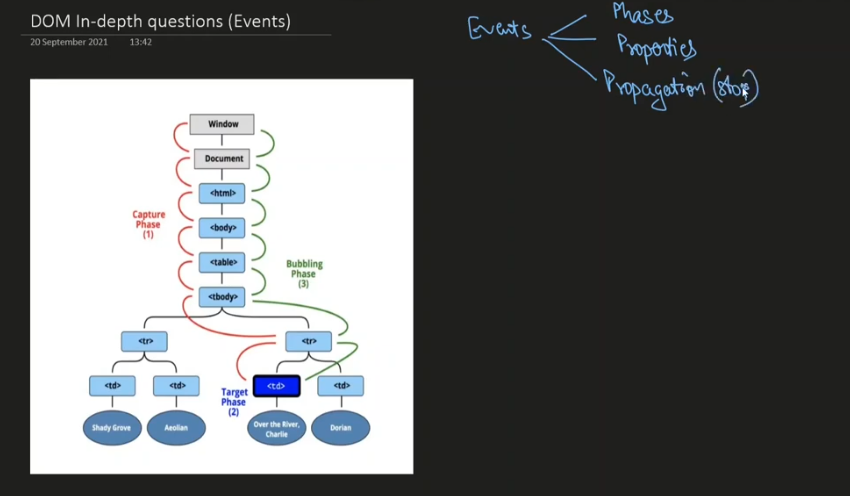 DOM In-depth questions (Events)
20 September 2021 13:42
Events
Phases
Properties
Propagation (stop)
Window
Document
<html>
<body>
<table>
<tbody>
Capture
Phase
(1)
Bubbling
Phase
(3)
<tr>
<tr>
<td>
<td>
Target
Phase
(2)
<td>
<td>
Shady Grove
Aeolian
Over the River,
Charlie
Dorian